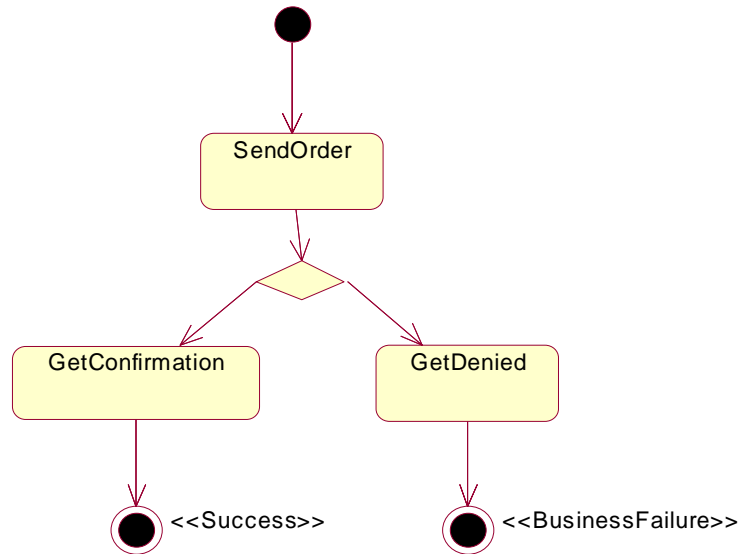 SendOrder
GetConfirmation
GetDenied
<<Success>>
<<BusinessFailure>>